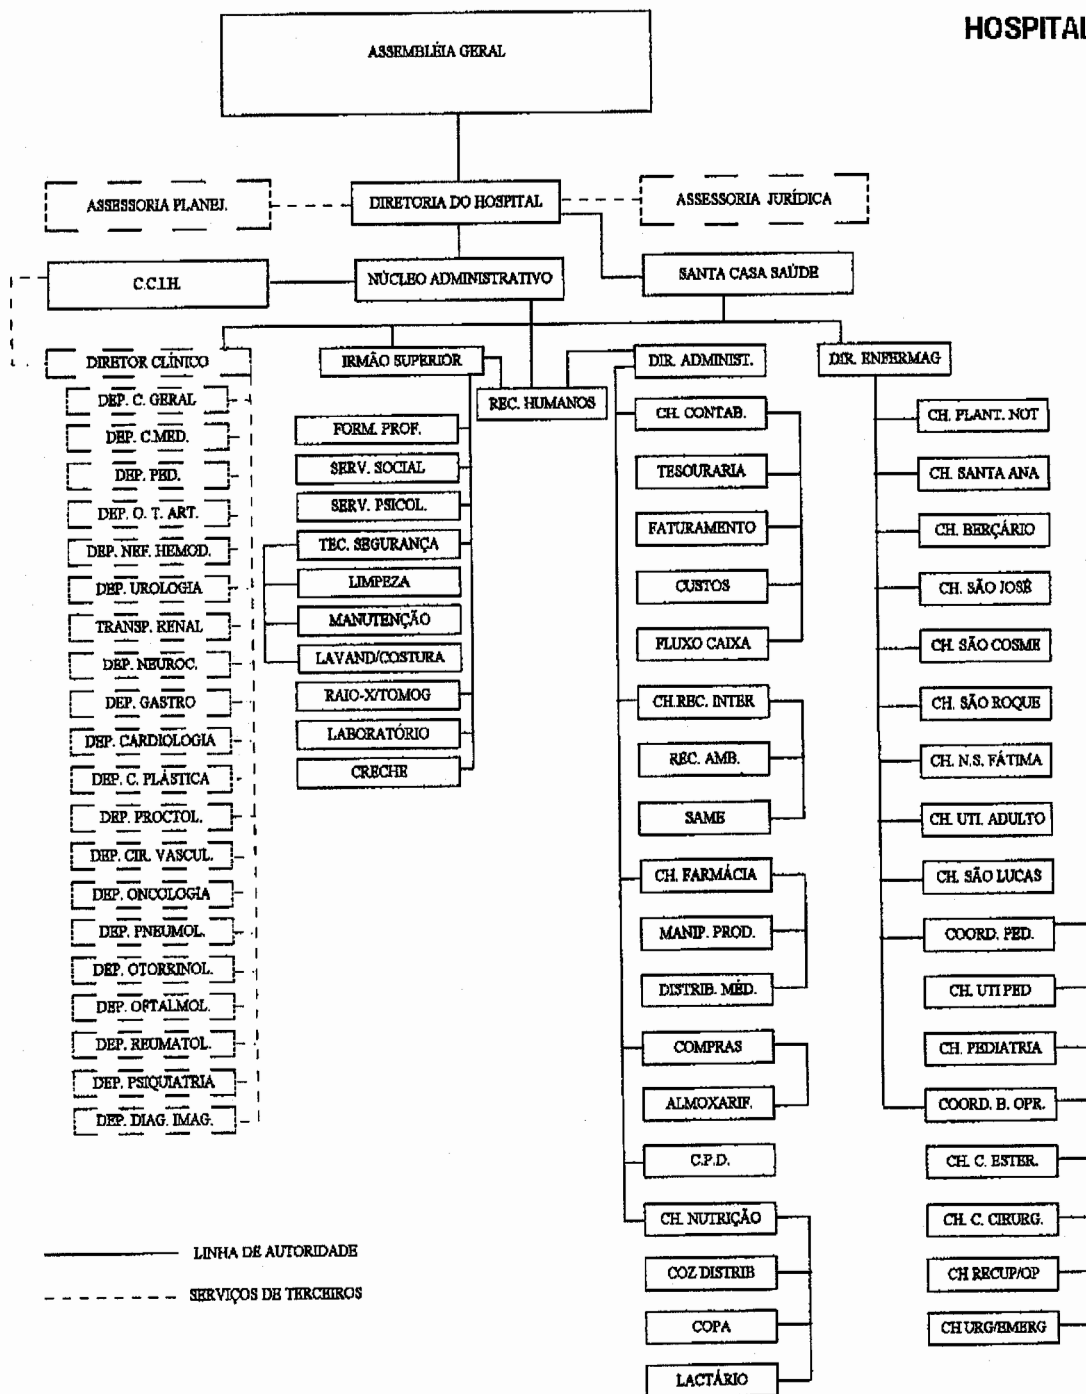 HOSPITAL
ASSEMBLÉIA GERAL
ASSESSORIA PLANEJ.
DIRETORIA DO HOSPITAL
ASSESSORIA JURÍDICA
C.C.I.H.
NÚCLEO ADMINISTRATIVO
SANTA CASA SAÚDE
DIRETOR CLÍNICO
IRMÃO SUPERIOR
DIR. ADMINIST.
DIR. ENFERMAG
REC. HUMANOS
DEP. C. GERAL
DEP. C.MED.
DEP. PED.
DEP. O. T. ART.
DEP. NEF. HEMOD.
DEP. UROLOGIA
TRANSP. RENAL
DEP. NEUROC.
DEP. GASTRO
DEP. CARDIOLOGIA
DEP. C. PLÁSTICA
DEP. PROCTOL.
DEP. CIR. VASCUL.
DEP. ONCOLOGIA
DEP. PNEUMOL.
DEP. OTORRINOL.
DEP. OFTALMOL.
DEP. REUMATOL.
DEP. PSIQUIATRIA
DEP. DIAG. IMAG.
FORM. PROF.
SERV. SOCIAL
SERV. PSICOL.
TEC. SEGURANÇA
LIMPEZA
MANUTENÇÃO
LAVAND/COSTURA
RAIO-X/TOMOG
LABORATÓRIO
CRECHE
CH. CONTAB.
TESOURARIA
FATURAMENTO
CUSTOS
FLUXO CAIXA
CH.REC. INTER
REC. AMB.
SAME
CH. FARMÁCIA
MANIP. PROD.
DISTRIB. MÉD.
COMPRAS
ALMOXARIF.
C.P.D.
CH. NUTRIÇÃO
COZ DISTRIB
COPA
LACTÁRIO
CH. PLANT. NOT
CH. SANTA ANA
CH. BERÇÁRIO
CH. SÃO JOSÉ
CH. SÃO COSME
CH. SÃO ROQUE
CH. N.S. FÁTIMA
CH. UTI. ADULTO
CH. SÃO LUCAS
COORD. PED.
CH. UTI PED
CH. PEDIATRIA
COORD. B. OPR.
CH. C. ESTER.
CH. C. CIRURG.
CH RECUP/OP
CH URG/EMERG
LINHA DE AUTORIDADE
SERVIÇOS DE TERCEIROS